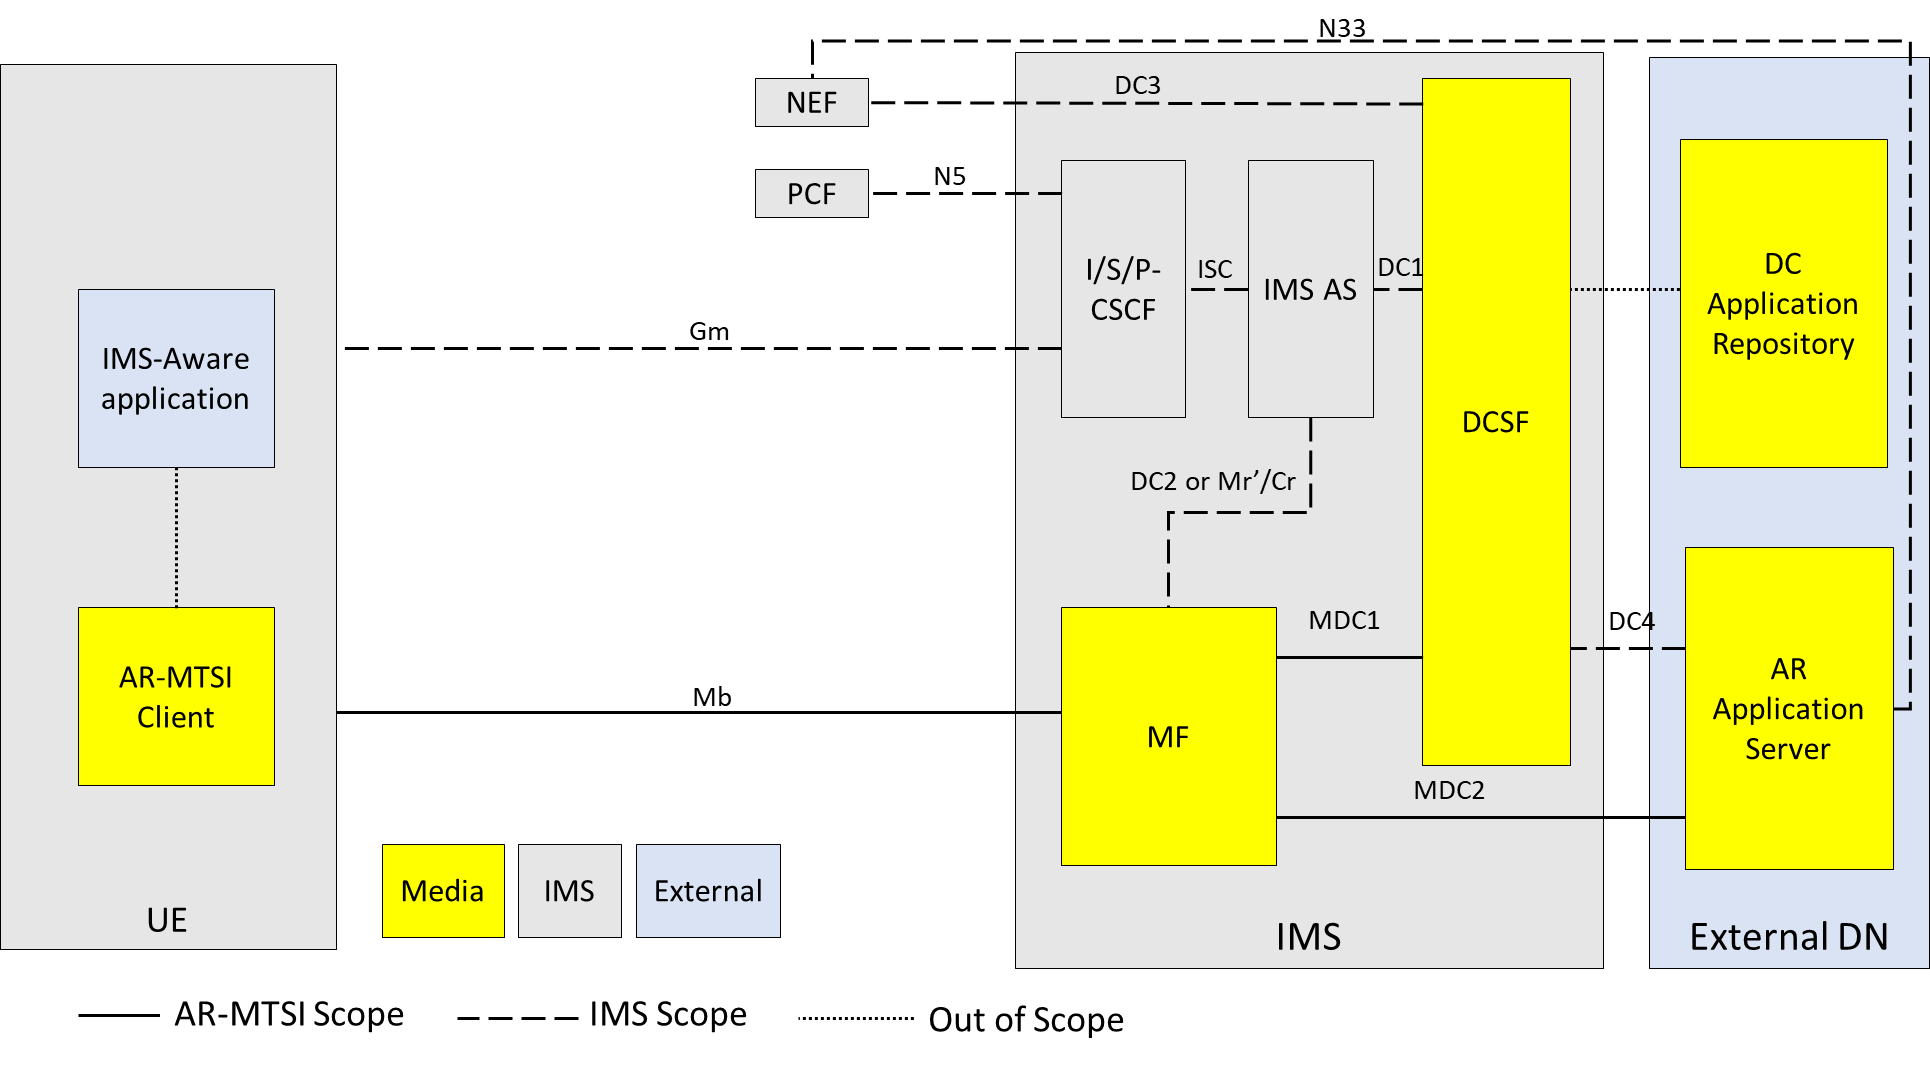 N33
NEF
DC3
PCF
N5
I/S/P-
CSCF
ISC
IMS AS
DC1
DCSF
DC
Application
Repository
IMS-Aware
application
Gm
DC2 or Mr’/Cr
AR-MTSI
Client
Mb
MF
MDC1
DC4
AR
Application
Server
MDC2
Media
IMS
External
UE
IMS
External DN
AR-MTSI Scope
IMS Scope
Out of Scope